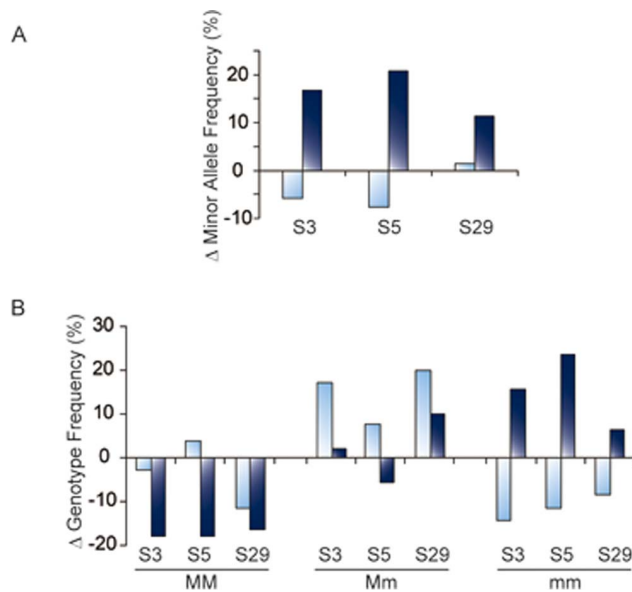 A
Δ Minor Allele Frequency (%)
20
10
0
-10
S3 S5 S29
B
Δ Genotype Frequency (%)
30
20
10
0
-10
-20
S3 S5 S29 S3 S5 S29 S3 S5 S29
MM Mm mm